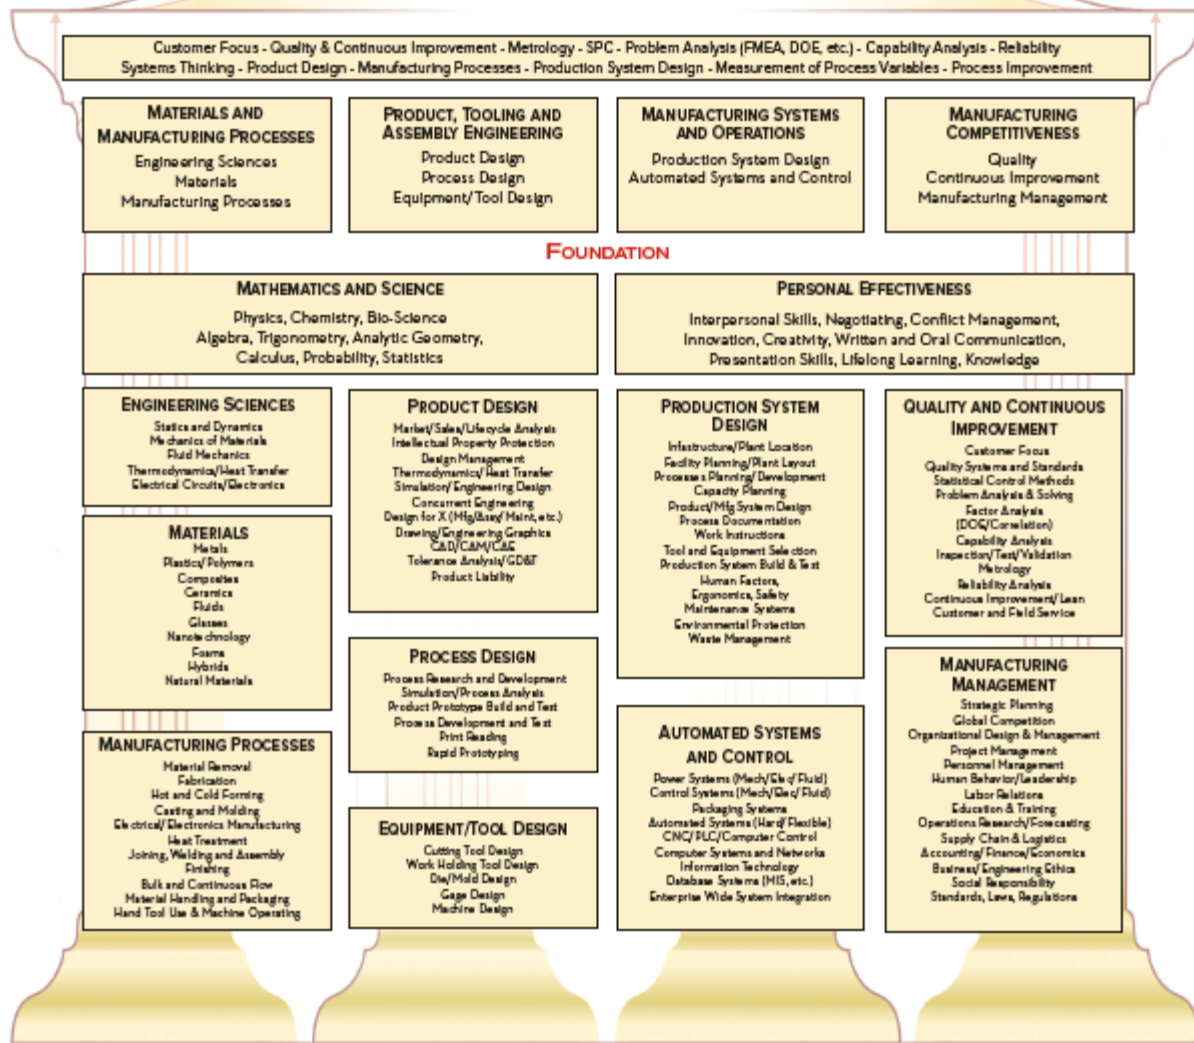 Customer Focus - Quality & Continuous Improvement - Metrology - SPC - Problem Analysis (FMEA, DOE, etc.) - Capability Analysis - Reliability
Systems Thinking - Product Design - Manufacturing Processes - Production System Design - Measurement of Process Variables - Process Improvement
MATERIALS AND
MANUFACTURING PROCESSES
Engineering Sciences
Materials
Manufacturing Processes
PRODUCT, TOOLING AND
ASSEMBLY ENGINEERING
Product Design
Process Design
Equipment/Tool Design
MANUFACTURING SYSTEMS
AND OPERATIONS
Production System Design
Automated Systems and Control
MANUFACTURING
COMPETITIVENESS
Quality
Continuous Improvement
Manufacturing Management
FOUNDATION
MATHEMATICS AND SCIENCE
Physics, Chemistry, Bio-Science
Algebra, Trigonometry, Analytic Geometry,
Calculus, Probability, Statistics
PERSONAL EFFECTIVENESS
Interpersonal Skills, Negotiating, Conflict Management,
Innovation, Creativity, Written and Oral Communication,
Presentation Skills, Lifelong Learning, Knowledge
ENGINEERING SCIENCES
Statics and Dynamics
Mechanics of Materials
Fluid Mechanics
Thermodynamics/Heat Transfer
Electrical Circuits/Electronics
MATERIALS
Metals
Plastics/Polymers
Composites
Ceramics
Fluids
Glasses
Nanotechnology
Foams
Hybrids
Natural Materials
MANUFACTURING PROCESSES
Material Removal
Fabrication
Hot and Cold Forming
Casting and Molding
Electrical/Electronics Manufacturing
Heat Treatment
Joining, Welding and Assembly
Finishing
Bulk and Continuous Flow
Material Handling and Packaging
Hand Tool Use & Machine Operating
PRODUCT DESIGN
Market/Sales/Lifecycle Analysis
Intellectual Property Protection
Design Management
Thermodynamics/Heat Transfer
Simulation/Engineering Design
Concurrent Engineering
Design for X (Mfg/Assy/Maint, etc.)
Drawing/Engineering Graphics
CAD/CAM/CAE
Tolerance Analysis/GD&T
Product Liability
PROCESS DESIGN
Process Research and Development
Simulation/Process Analysis
Product Prototype Build and Test
Process Development and Test
Print Reading
Rapid Prototyping
EQUIPMENT/TOOL DESIGN
Cutting Tool Design
Work Holding Tool Design
Die/Mold Design
Gage Design
Machine Design
PRODUCTION SYSTEM
DESIGN
Infrastructure/Plant Location
Facility Planning/Plant Layout
Processes Planning/Development
Capacity Planning
Product/Mfg System Design
Process Documentation
Work Instructions
Tool and Equipment Selection
Production System Build & Test
Human Factors,
Ergonomics, Safety
Maintenance Systems
Environmental Protection
Waste Management
AUTOMATED SYSTEMS
AND CONTROL
Power Systems (Mech/Elec/Fluid)
Control Systems (Mech/Elec/Fluid)
Packaging Systems
Automated Systems (Hard/Flexible)
CNC/PLC/Computer Control
Computer Systems and Networks
Information Technology
Database Systems (MIS, etc.)
Enterprise Wide System Integration
QUALITY AND CONTINUOUS
IMPROVEMENT
Customer Focus
Quality Systems and Standards
Statistical Control Methods
Problem Analysis & Solving
Factor Analysis
(DOE/Correlation)
Capability Analysis
Inspection/Test/Validation
Metrology
Reliability Analysis
Continuous Improvement/Lean
Customer and Field Service
MANUFACTURING
MANAGEMENT
Strategic Planning
Global Competition
Organizational Design & Management
Project Management
Personnel Management
Human Behavior/Leadership
Labor Relations
Education & Training
Operations Research/Forecasting
Supply Chain & Logistics
Accounting/Finance/Economics
Business/Engineering Ethics
Social Responsibility
Standards, Laws, Regulations